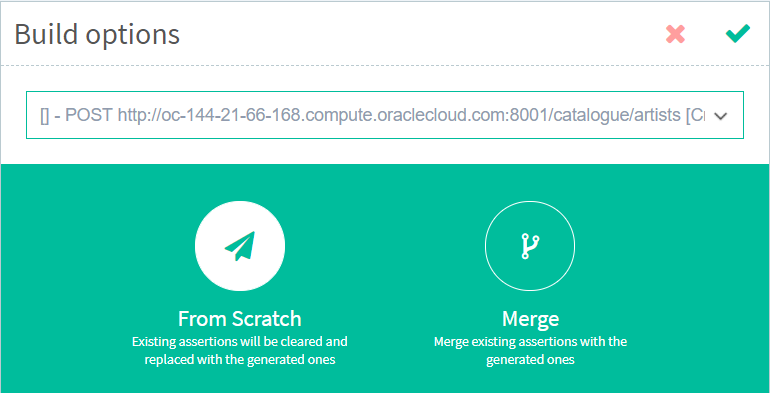 Build options
[] - POST http://oc-144-21-66-168.compute.oraclecloud.com:8001/catalogue/artists
From Scratch
Existing assertions will be cleared and
replaced with the generated ones
Merge
Merge existing assertions with the
generated ones